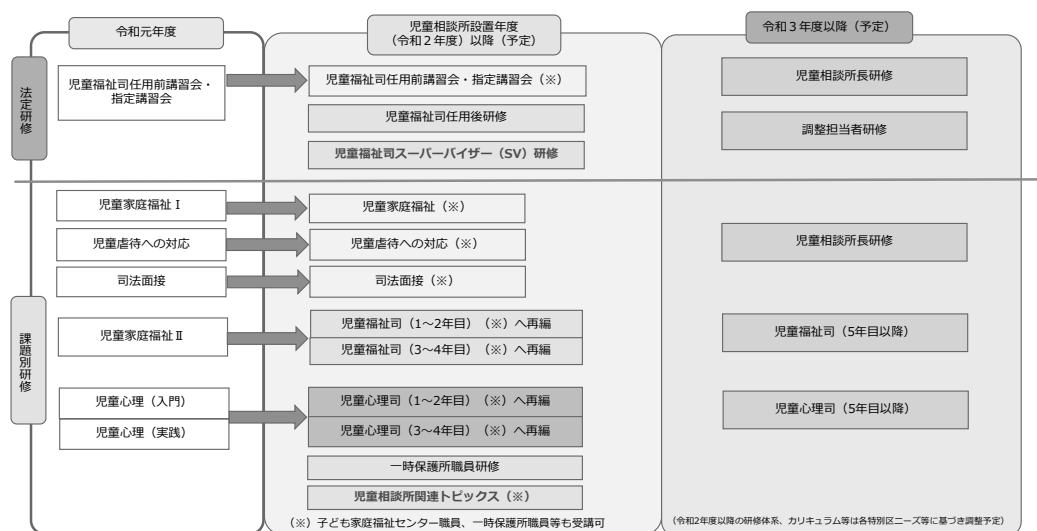 令和元年度
児童相談所設置年度
（令和２年度）以降（予定）
令和３年度以降（予定）
法定研修
児童福祉司任用前講習会・
指定講習会
児童福祉司任用前講習会・指定講習会（※）
児童福祉司任用後研修
児童福祉司スーパーバイザー（SV）研修
児童相談所長研修
調整担当者研修
課題別研修
児童家庭福祉Ⅰ
児童家庭福祉（※）
児童虐待への対応
児童虐待への対応（※）
司法面接
司法面接（※）
児童相談所長研修
児童家庭福祉Ⅱ
児童福祉司（1～2年目）（※）へ再編
児童福祉司（3～4年目）（※）へ再編
児童福祉司（5年目以降）
児童心理（入門）
児童心理（実践）
児童心理司（1～2年目）（※）へ再編
児童心理司（3～4年目）（※）へ再編
児童心理司（5年目以降）
一時保護所職員研修
児童相談所関連トピックス（※）
（※）子ども家庭福祉センター職員、一時保護所職員等も受講可
（令和2年度以降の研修体系、カリキュラム等は各特別区ニーズ等に基づき調整予定）